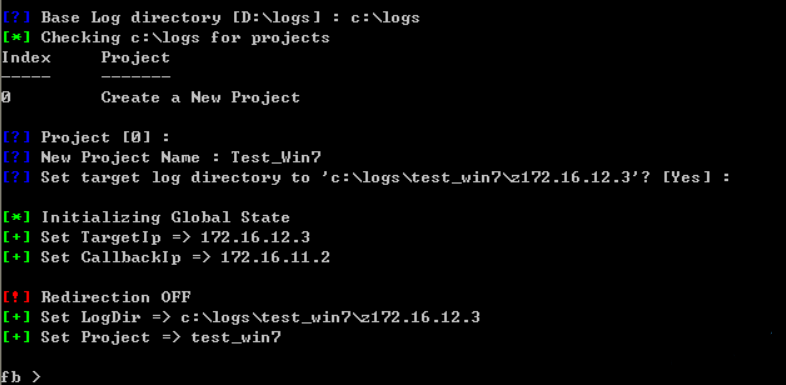 [?] Base Log directory [D:\logs] : c:\logs
[*] Checking c:\logs for projects
Index     Project
-----     -------
0         Create a New Project
[?] Project [0] :
[?] New Project Name : Test_Win7
[?] Set target log directory to 'c:\logs\test_win7\z172.16.12.3'? [Yes] :
[*] Initializing Global State
[+] Set TargetIp => 172.16.12.3
[+] Set CallbackIp => 172.16.11.2
[!] Redirection OFF
[+] Set LogDir => c:\logs\test_win7\z172.16.12.3
[+] Set Project => test_win7
fb >